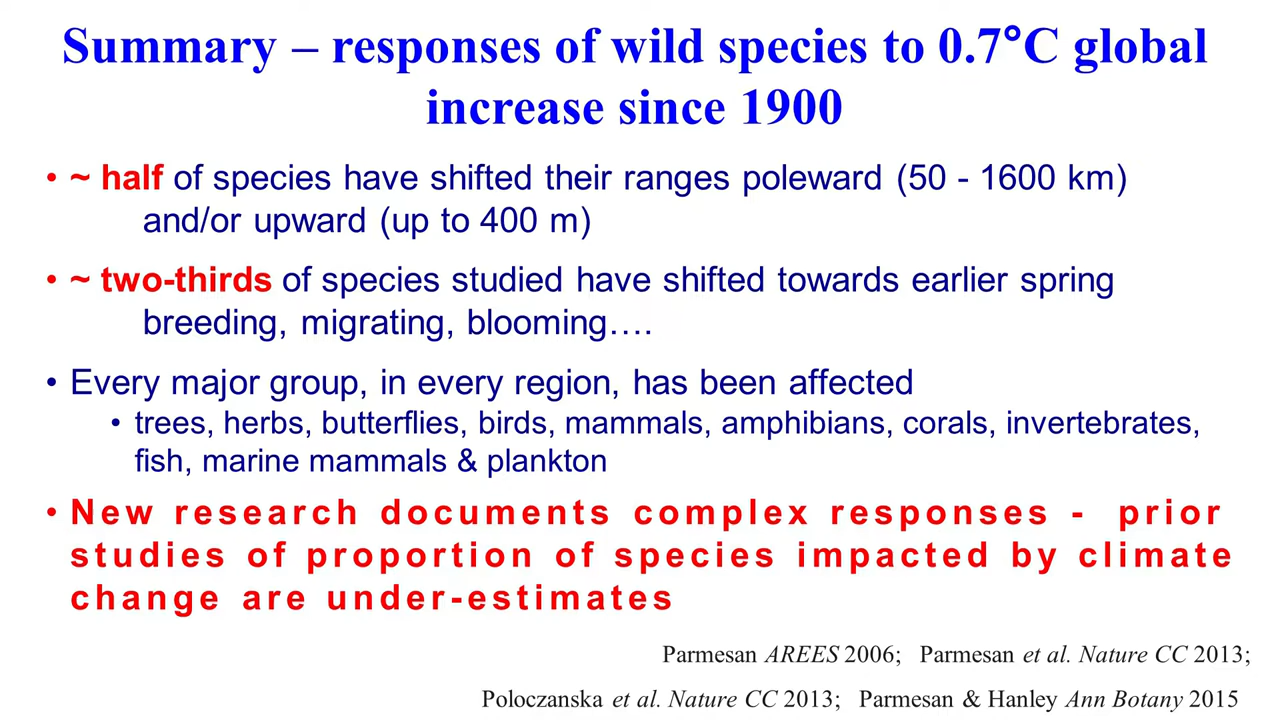 Summary – responses of wild species to 0.7°C global
increase since 1900
• ~ half of species have shifted their ranges poleward (50 - 1600 km)
and/or upward (up to 400 m)
• ~ two-thirds of species studied have shifted towards earlier spring
breeding, migrating, blooming….
• Every major group, in every region, has been affected
• trees, herbs, butterflies, birds, mammals, amphibians, corals, invertebrates,
fish, marine mammals & plankton
• New research documents complex responses - prior
studies of proportion of species impacted by climate
change are under-estimates
Parmesan AREES 2006; Parmesan et al. Nature CC 2013;
Poloczanska et al. Nature CC 2013; Parmesan & Hanley Ann Botany 2015